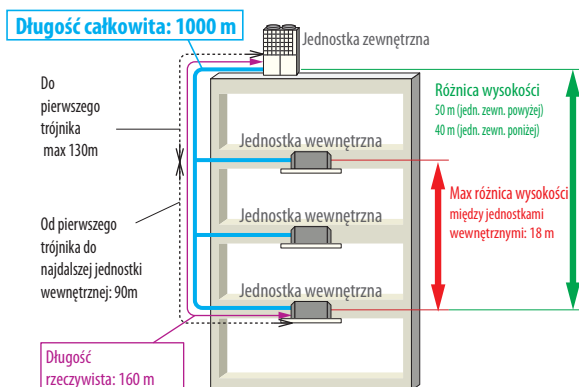 Długość całkowita: 1000 m
Jednostka zewnętrzna
Do
pierwszego
trójnika
max 130m
Różnica wysokości
50 m (jedn. zewn. powyżej)
40 m (jedn. zewn. poniżej)
Jednostka wewnętrzna
Max różnica wysokości
między jednostkami
wewnętrznymi: 18 m
Jednostka wewnętrzna
Od pierwszego
trójnika do
najdalszej jednostki
wewnętrznej: 90m
Jednostka wewnętrzna
Długość
rzeczywista: 160 m